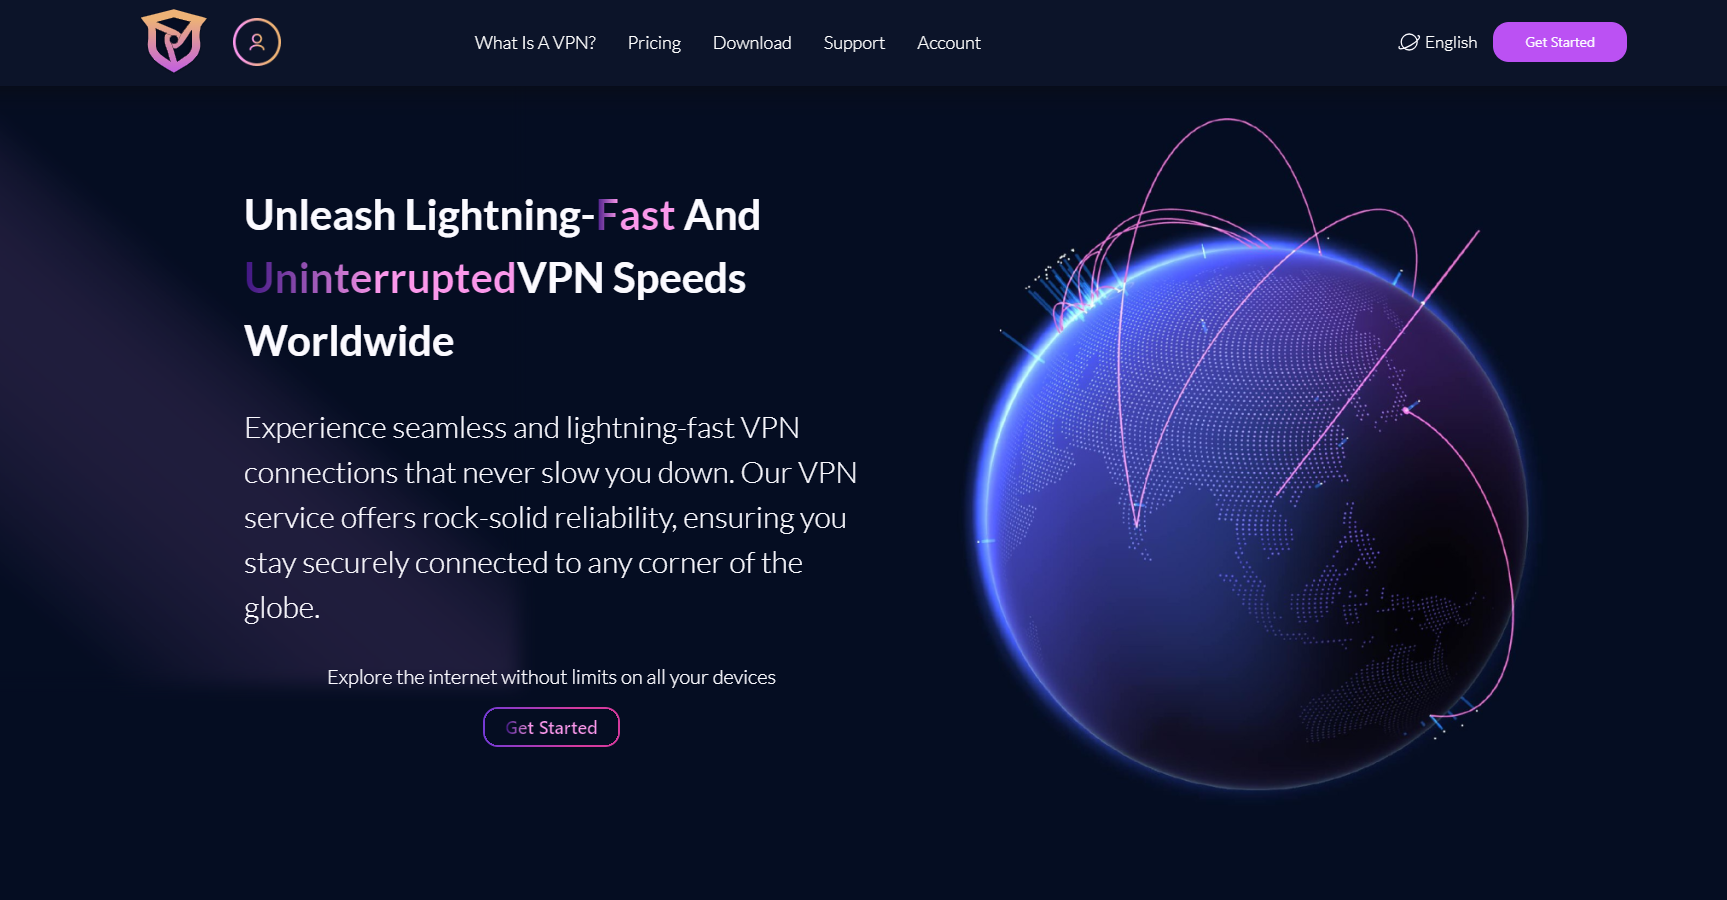 What Is A VPN?
Pricing
Download
Support
Account
English
Get Started
Unleash Lightning-Fast And
UninterruptedVPN Speeds
Worldwide
Experience seamless and lightning-fast VPN
connections that never slow you down. Our VPN
service offers rock-solid reliability, ensuring you
stay securely connected to any corner of the
globe.
Explore the internet without limits on all your devices
Get Started